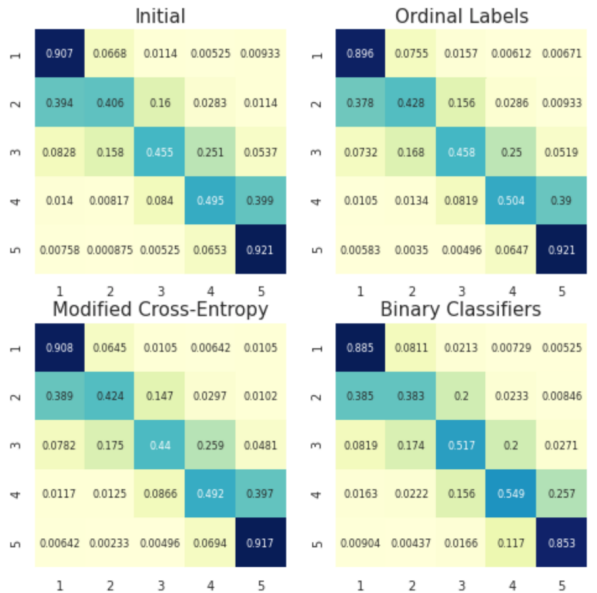 Initial
1 0.907 0.0668 0.0114 0.00525 0.00933
2 0.394 0.406 0.16 0.0283 0.0114
3 0.0828 0.158 0.455 0.251 0.0537
4 0.014 0.00817 0.084 0.495 0.399
5 0.00758 0.000875 0.00525 0.0653 0.921
1 2 3 4 5
Ordinal Labels
1 0.896 0.0755 0.0157 0.00612 0.00671
2 0.378 0.428 0.156 0.0286 0.00933
3 0.0732 0.168 0.458 0.25 0.0519
4 0.0105 0.0134 0.0819 0.504 0.39
5 0.00583 0.0035 0.00496 0.0647 0.921
1 2 3 4 5
Modified Cross-Entropy
1 0.908 0.0645 0.0105 0.00642 0.0105
2 0.389 0.424 0.147 0.0297 0.0102
3 0.0782 0.175 0.44 0.259 0.0481
4 0.0117 0.0125 0.0866 0.492 0.397
5 0.00642 0.00233 0.00496 0.0694 0.917
1 2 3 4 5
Binary Classifiers
1 0.885 0.0811 0.0213 0.00729 0.00525
2 0.385 0.383 0.2 0.0233 0.00846
3 0.0819 0.174 0.517 0.2 0.0271
4 0.0163 0.0222 0.156 0.549 0.257
5 0.00904 0.00437 0.0166 0.117 0.853
1 2 3 4 5